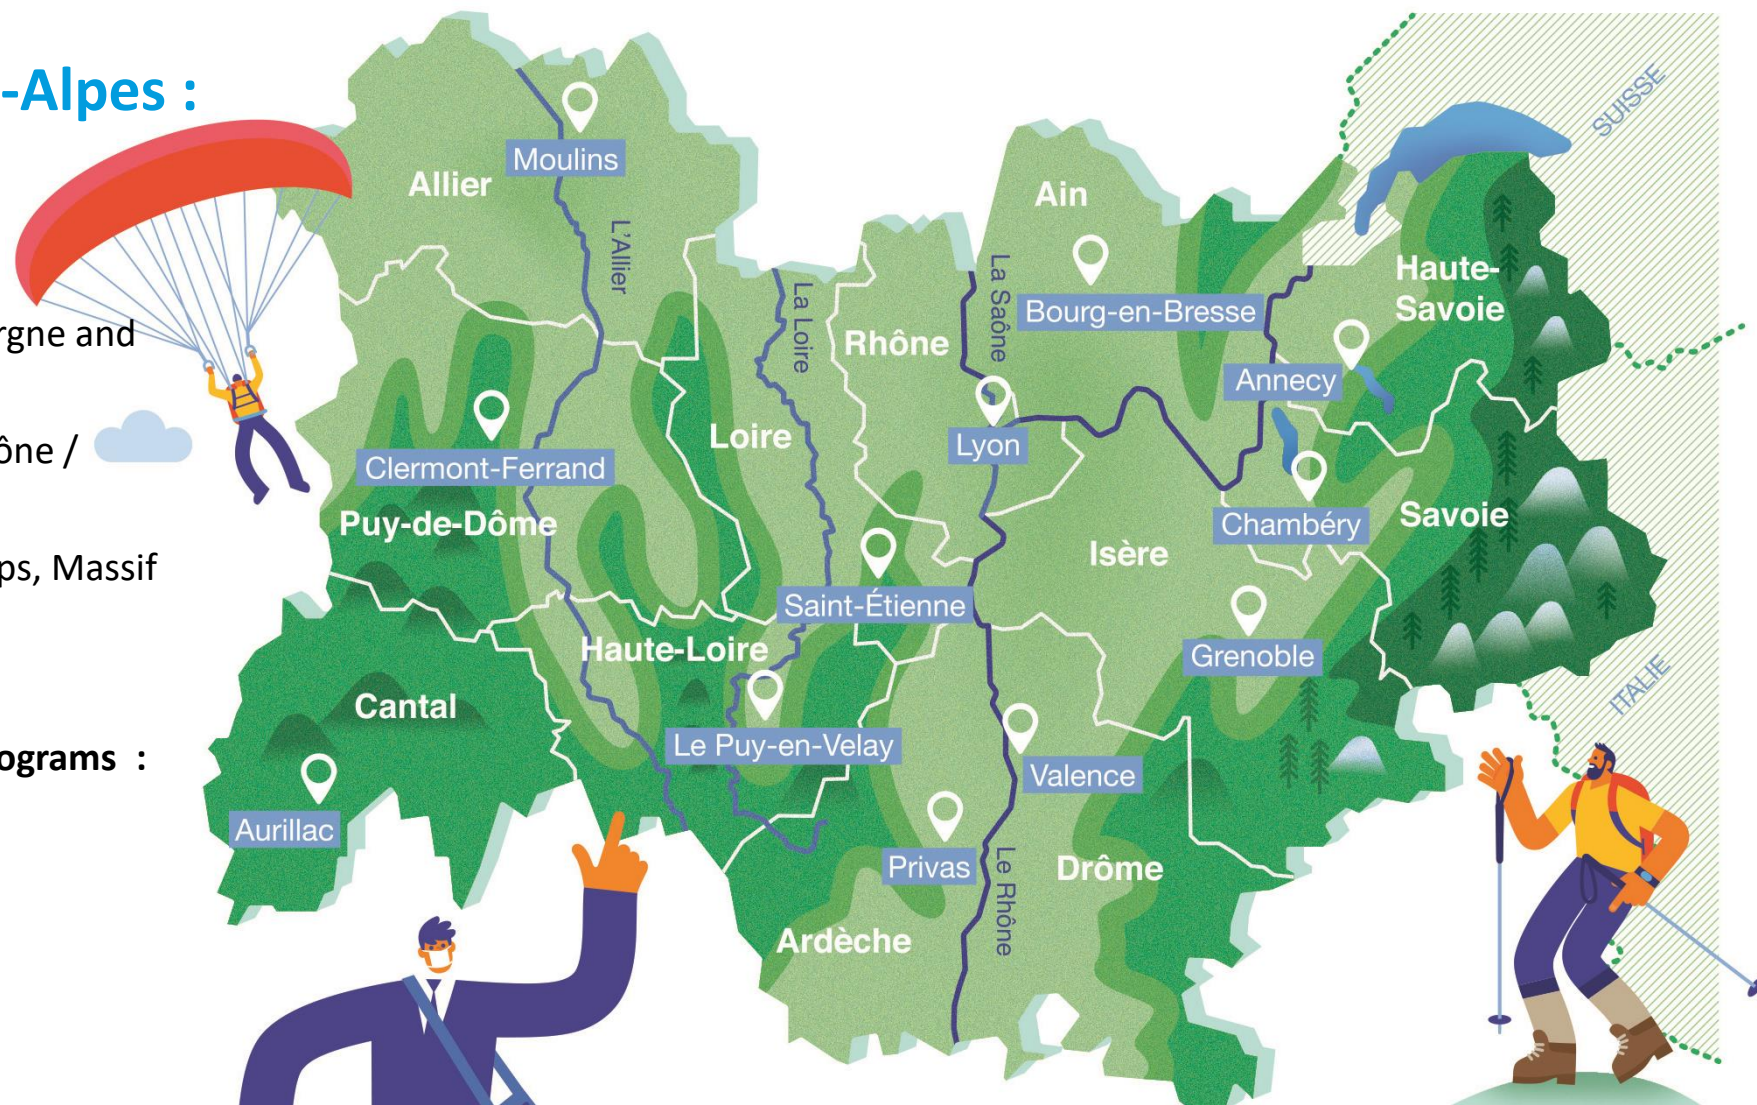 -Alpes :
rgne and
ône /
ps, Massif
ograms :
SUISSE
Moulins
Allier
Ain
L'Allier
La Loire
La Saône
Haute-
Savoie
Bourg-en-Bresse
Rhône
Annecy
Loire
Lyon
Clermont-Ferrand
Puy-de-Dôme
Chambéry
Savoie
Isère
Saint-Étienne
Haute-Loire
Grenoble
ITALIE
Cantal
Le Puy-en-Velay
Valence
Aurillac
Privas
Drôme
Le Rhône
Ardèche